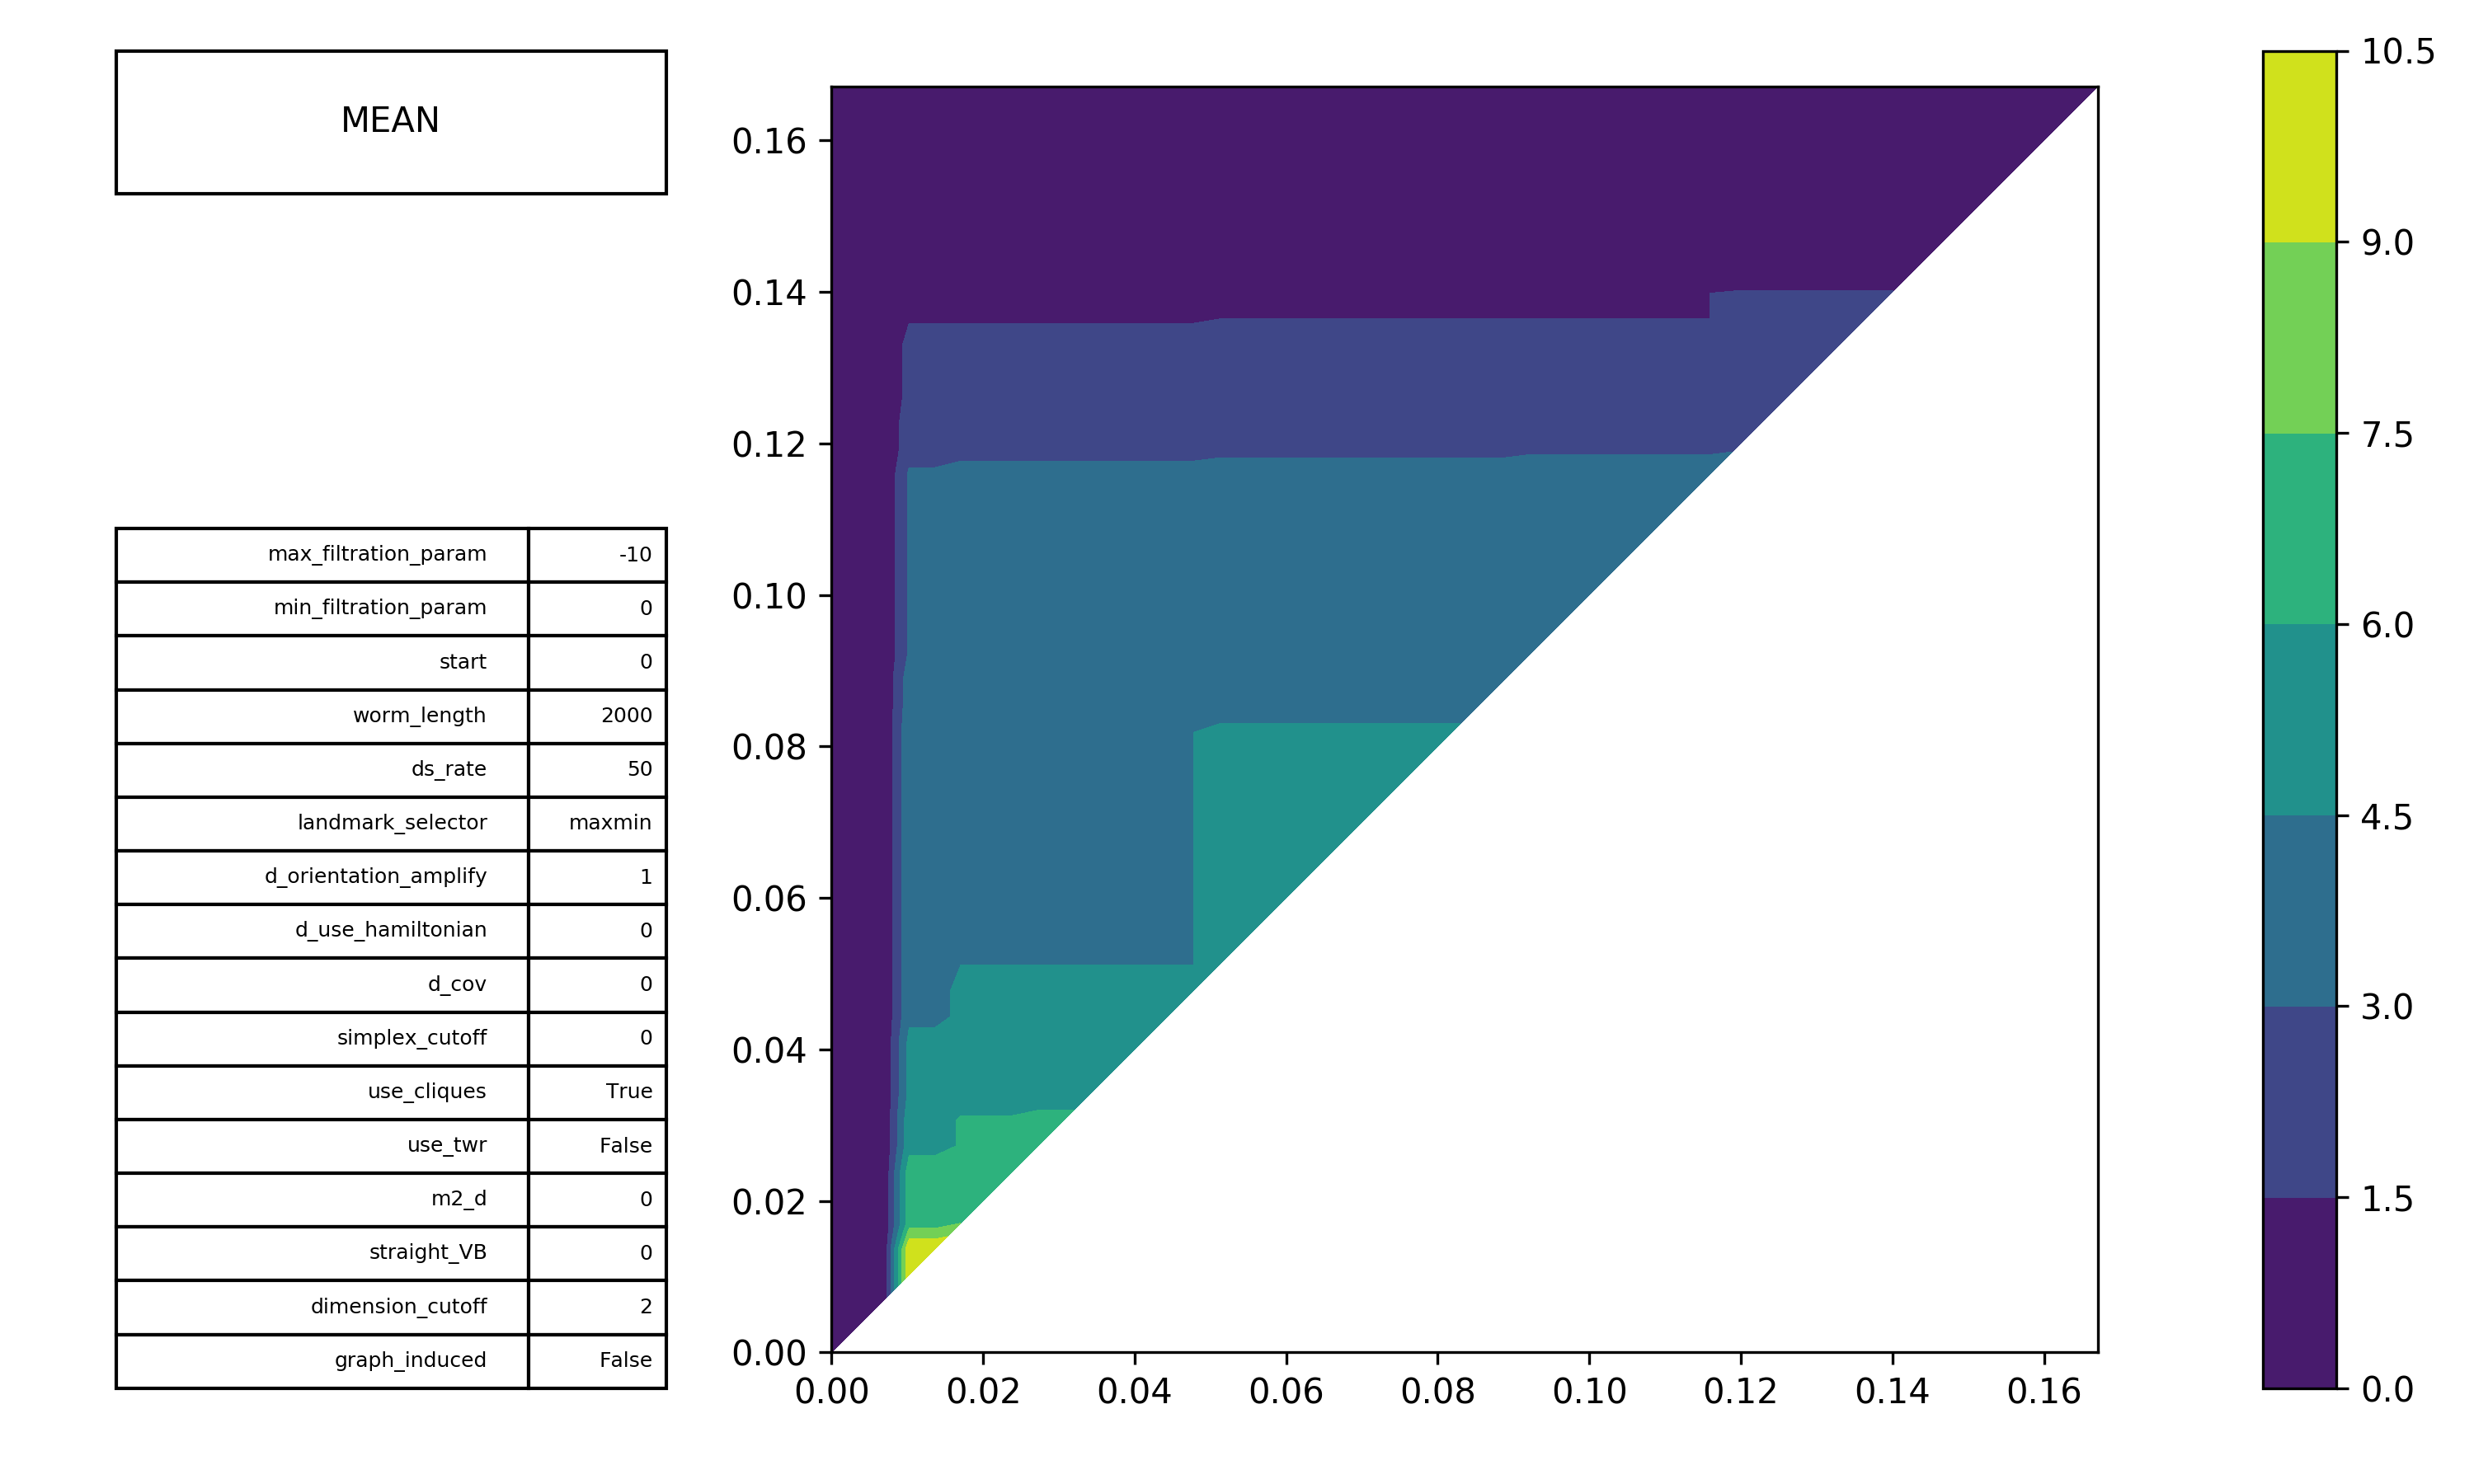 MEAN
max_filtration_param -10
min_filtration_param 0
start 0
worm_length 2000
ds_rate 50
landmark_selector maxmin
d_orientation_amplify 1
d_use_hamiltonian 0
d_cov 0
simplex_cutoff 0
use_cliques True
use_twr False
m2_d 0
straight_VB 0
dimension_cutoff 2
graph_induced False
0.16
0.14
0.12
0.10
0.08
0.06
0.04
0.02
0.00
0.00 0.02 0.04 0.06 0.08 0.10 0.12 0.14 0.16
10.5
9.0
7.5
6.0
4.5
3.0
1.5
0.0